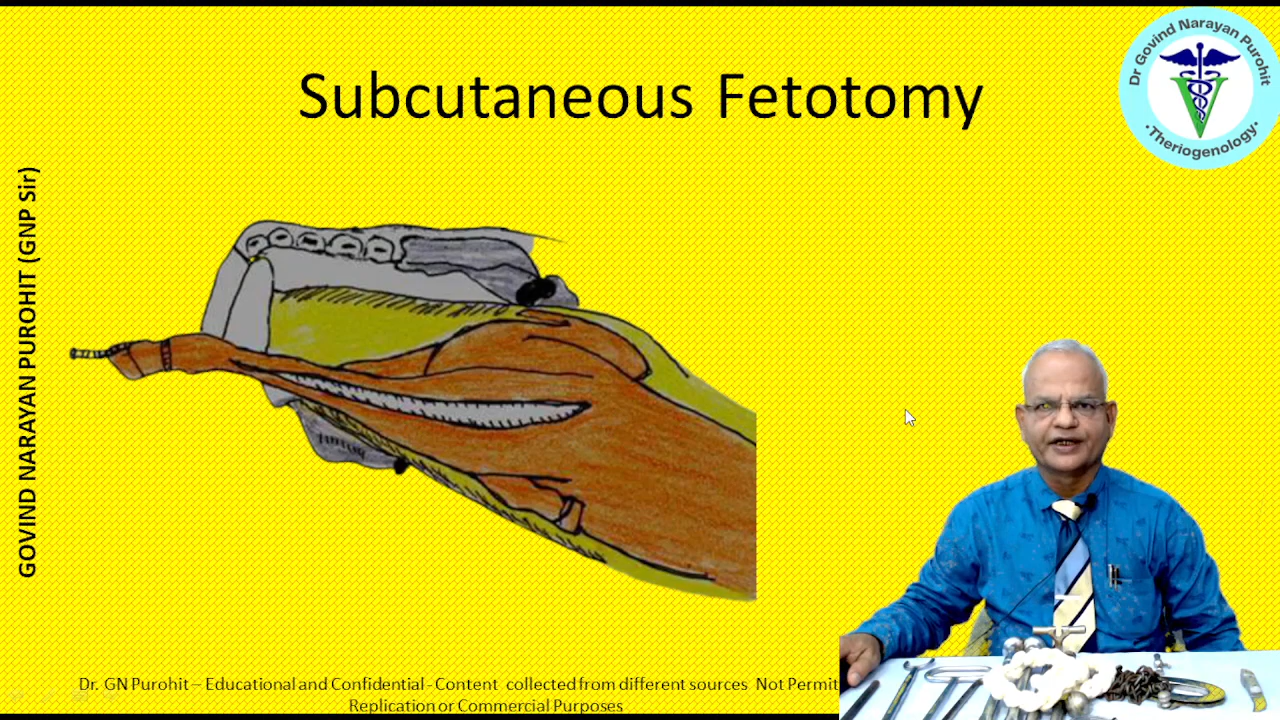 Subcutaneous Fetotomy
Dr Govind Narayan Purohit
·Theriogenology·
GOVIND NARAYAN PUROHIT (GNP Sir)
Dr. GN Purohit – Educational and Confidential - Content collected from different sources Not Permit
Replication or Commercial Purposes